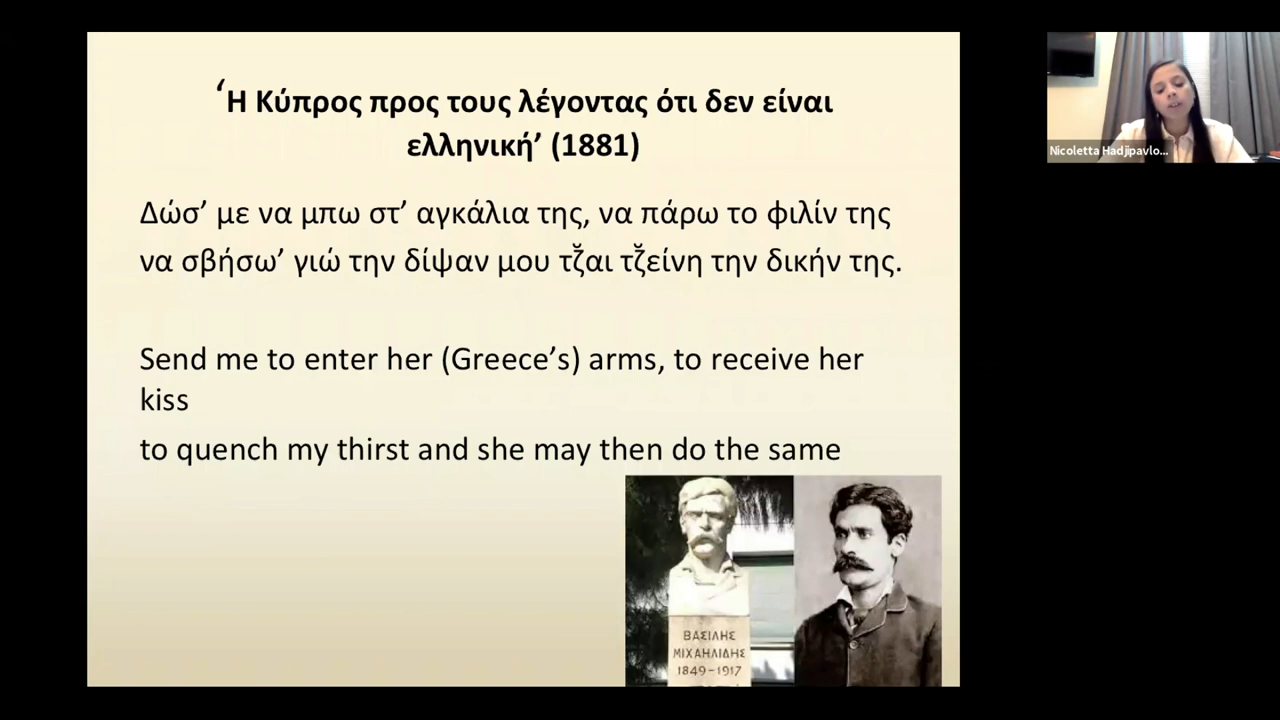 ‘Η Κύπρος προς τους λέγοντας ότι δεν είναι
ελληνική’ (1881)
Δώσ’ με να μπω στ’ αγκάλια της, να πάρω το φιλίν της
να σβήσω’ γιώ την δίψαν μου τζ̆αι τζ̆είνη την δικήν της.
Send me to enter her (Greece’s) arms, to receive her
kiss
to quench my thirst and she may then do the same
ΒΑΣΙΛΗΣ
ΜΙΧΑΗΛΙΔΗΣ
1849-1917
Nicoletta Hadjipavlo...